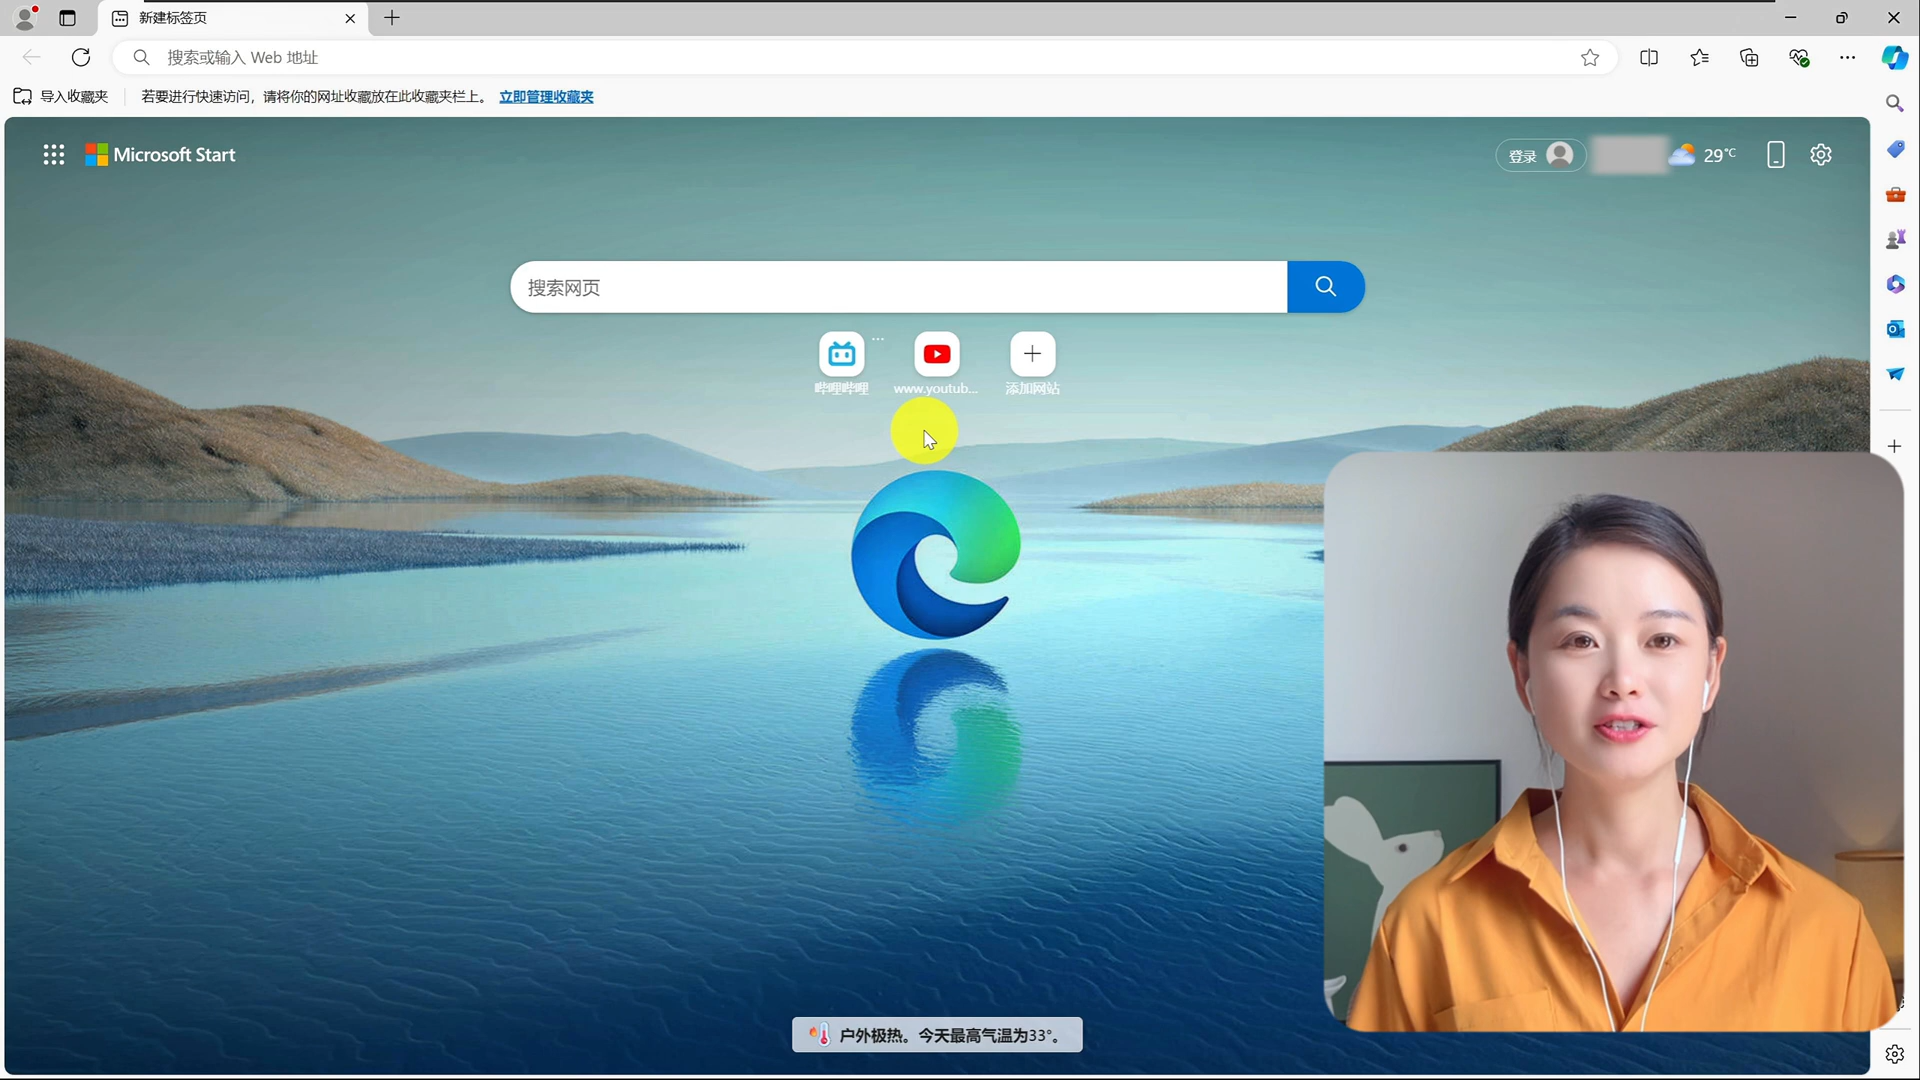 新建标签页
搜索或输入 Web 地址
导入收藏夹
若要进行快速访问，请将你的网址收藏放在此收藏夹栏上。 立即管理收藏夹
Microsoft Start
登录
29°C
搜索网页
哔哩哔哩
www.youtub...
添加网站
户外极热。今天最高气温为33°。